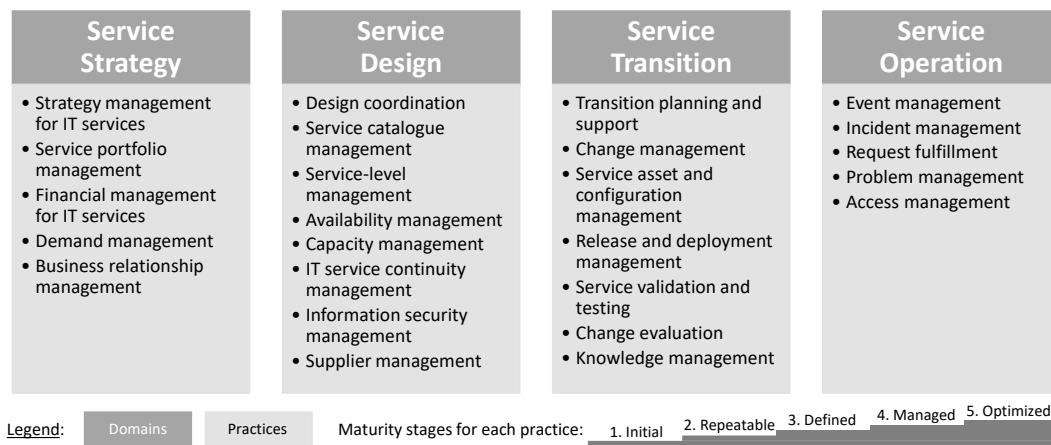 Service
Strategy
• Strategy management
for IT services
• Service portfolio
management
• Financial management
for IT services
• Demand management
• Business relationship
management
Service
Design
• Design coordination
• Service catalogue
management
• Service-level
management
• Availability management
• Capacity management
• IT service continuity
management
• Information security
management
• Supplier management
Service
Transition
• Transition planning and
support
• Change management
• Service asset and
configuration
management
• Release and deployment
management
• Service validation and
testing
• Change evaluation
• Knowledge management
Service
Operation
• Event management
• Incident management
• Request fulfillment
• Problem management
• Access management
Legend: Domains Practices Maturity stages for each practice: 1. Initial 2. Repeatable 3. Defined 4. Managed 5. Optimized